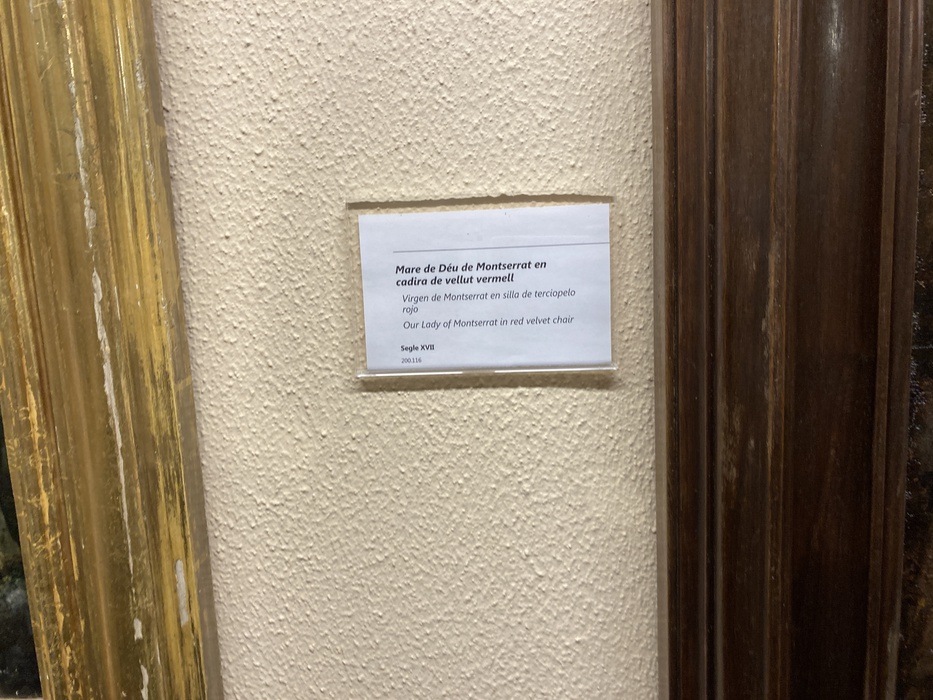 Mare de Déu de Montserrat en
cadira de vellut vermell
Virgen de Montserrat en silla de terciopelo
rojo
Our Lady of Montserrat in red velvet chair
Segle XVII
200.116